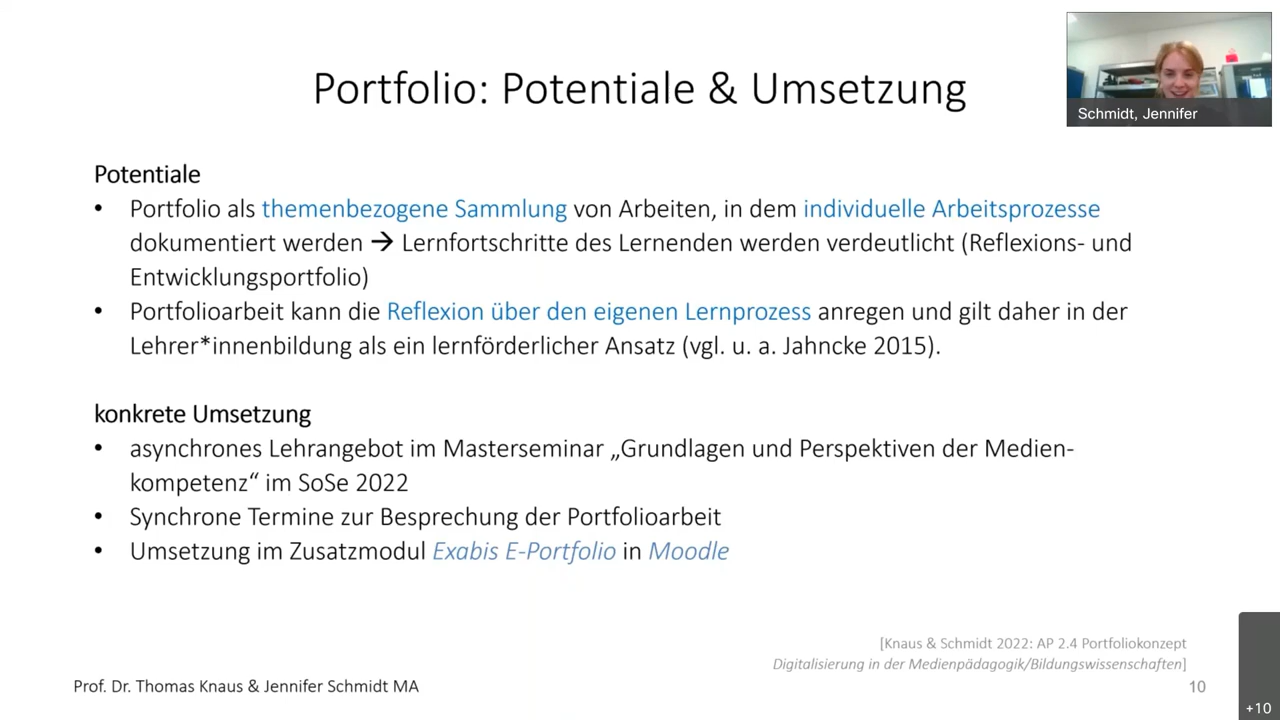 Portfolio: Potentiale & Umsetzung
Schmidt, Jennifer
Potentiale
• Portfolio als themenbezogene Sammlung von Arbeiten, in dem individuelle Arbeitsprozesse
dokumentiert werden → Lernfortschritte des Lernenden werden verdeutlicht (Reflexions- und
Entwicklungsportfolio)
• Portfolioarbeit kann die Reflexion über den eigenen Lernprozess anregen und gilt daher in der
Lehrer*innenbildung als ein lernförderlicher Ansatz (vgl. u. a. Jahncke 2015).
konkrete Umsetzung
• asynchrones Lehrangebot im Masterseminar „Grundlagen und Perspektiven der Medien-
kompetenz“ im SoSe 2022
• Synchrone Termine zur Besprechung der Portfolioarbeit
• Umsetzung im Zusatzmodul Exabis E-Portfolio in Moodle
[Knaus & Schmidt 2022: AP 2.4 Portfoliokonzept
Digitalisierung in der Medienpädagogik/Bildungswissenschaften]
Prof. Dr. Thomas Knaus & Jennifer Schmidt MA
10
+10